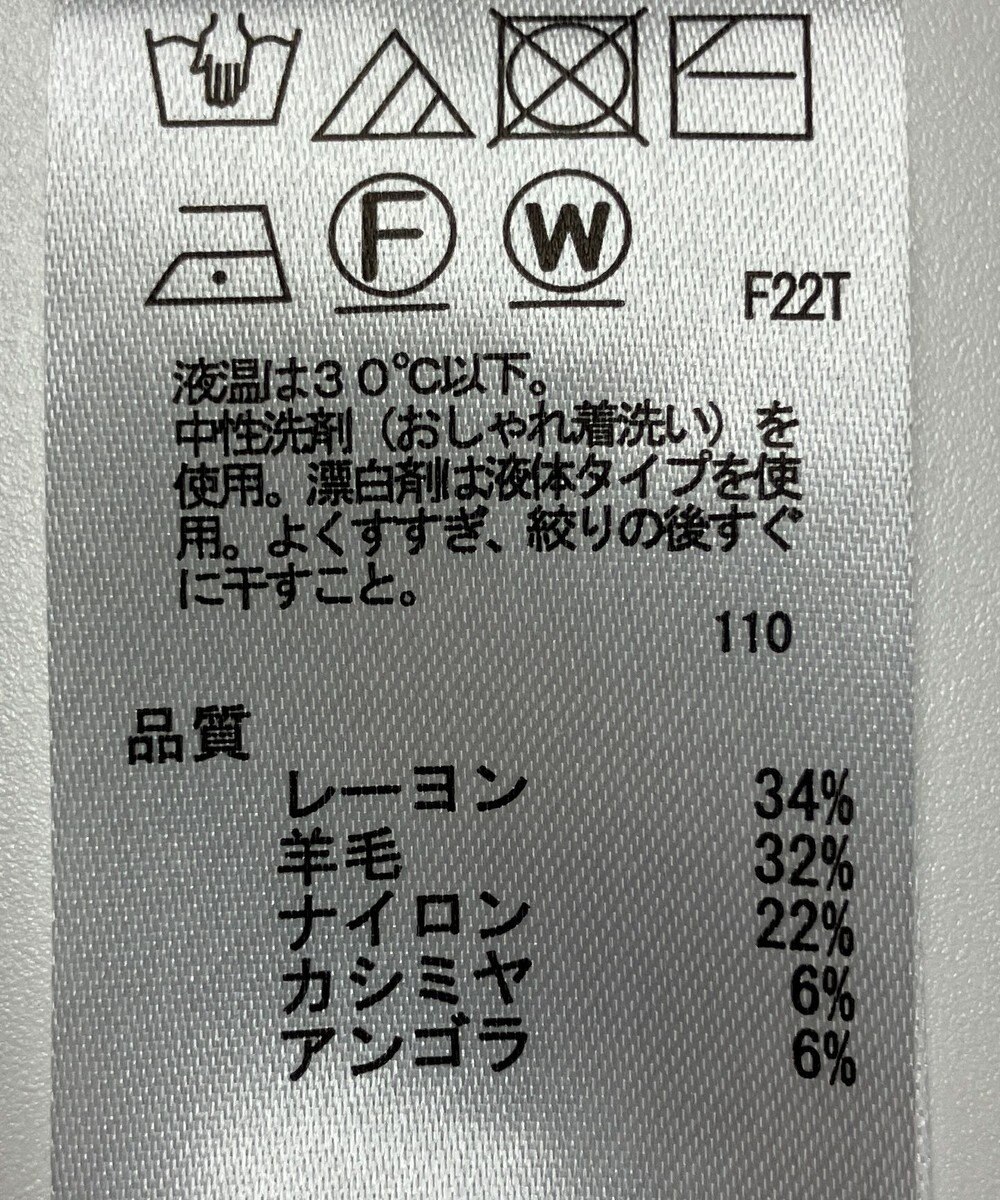 F W
F22T
液温は30℃以下。
中性洗剤（おしゃれ着洗い）を
使用。漂白剤は液体タイプを使
用。よくすすぎ、絞りの後すぐ
に干すこと。
110
品質
レーヨン 34%
羊毛 32%
ナイロン 22%
カシミヤ 6%
アンゴラ 6%